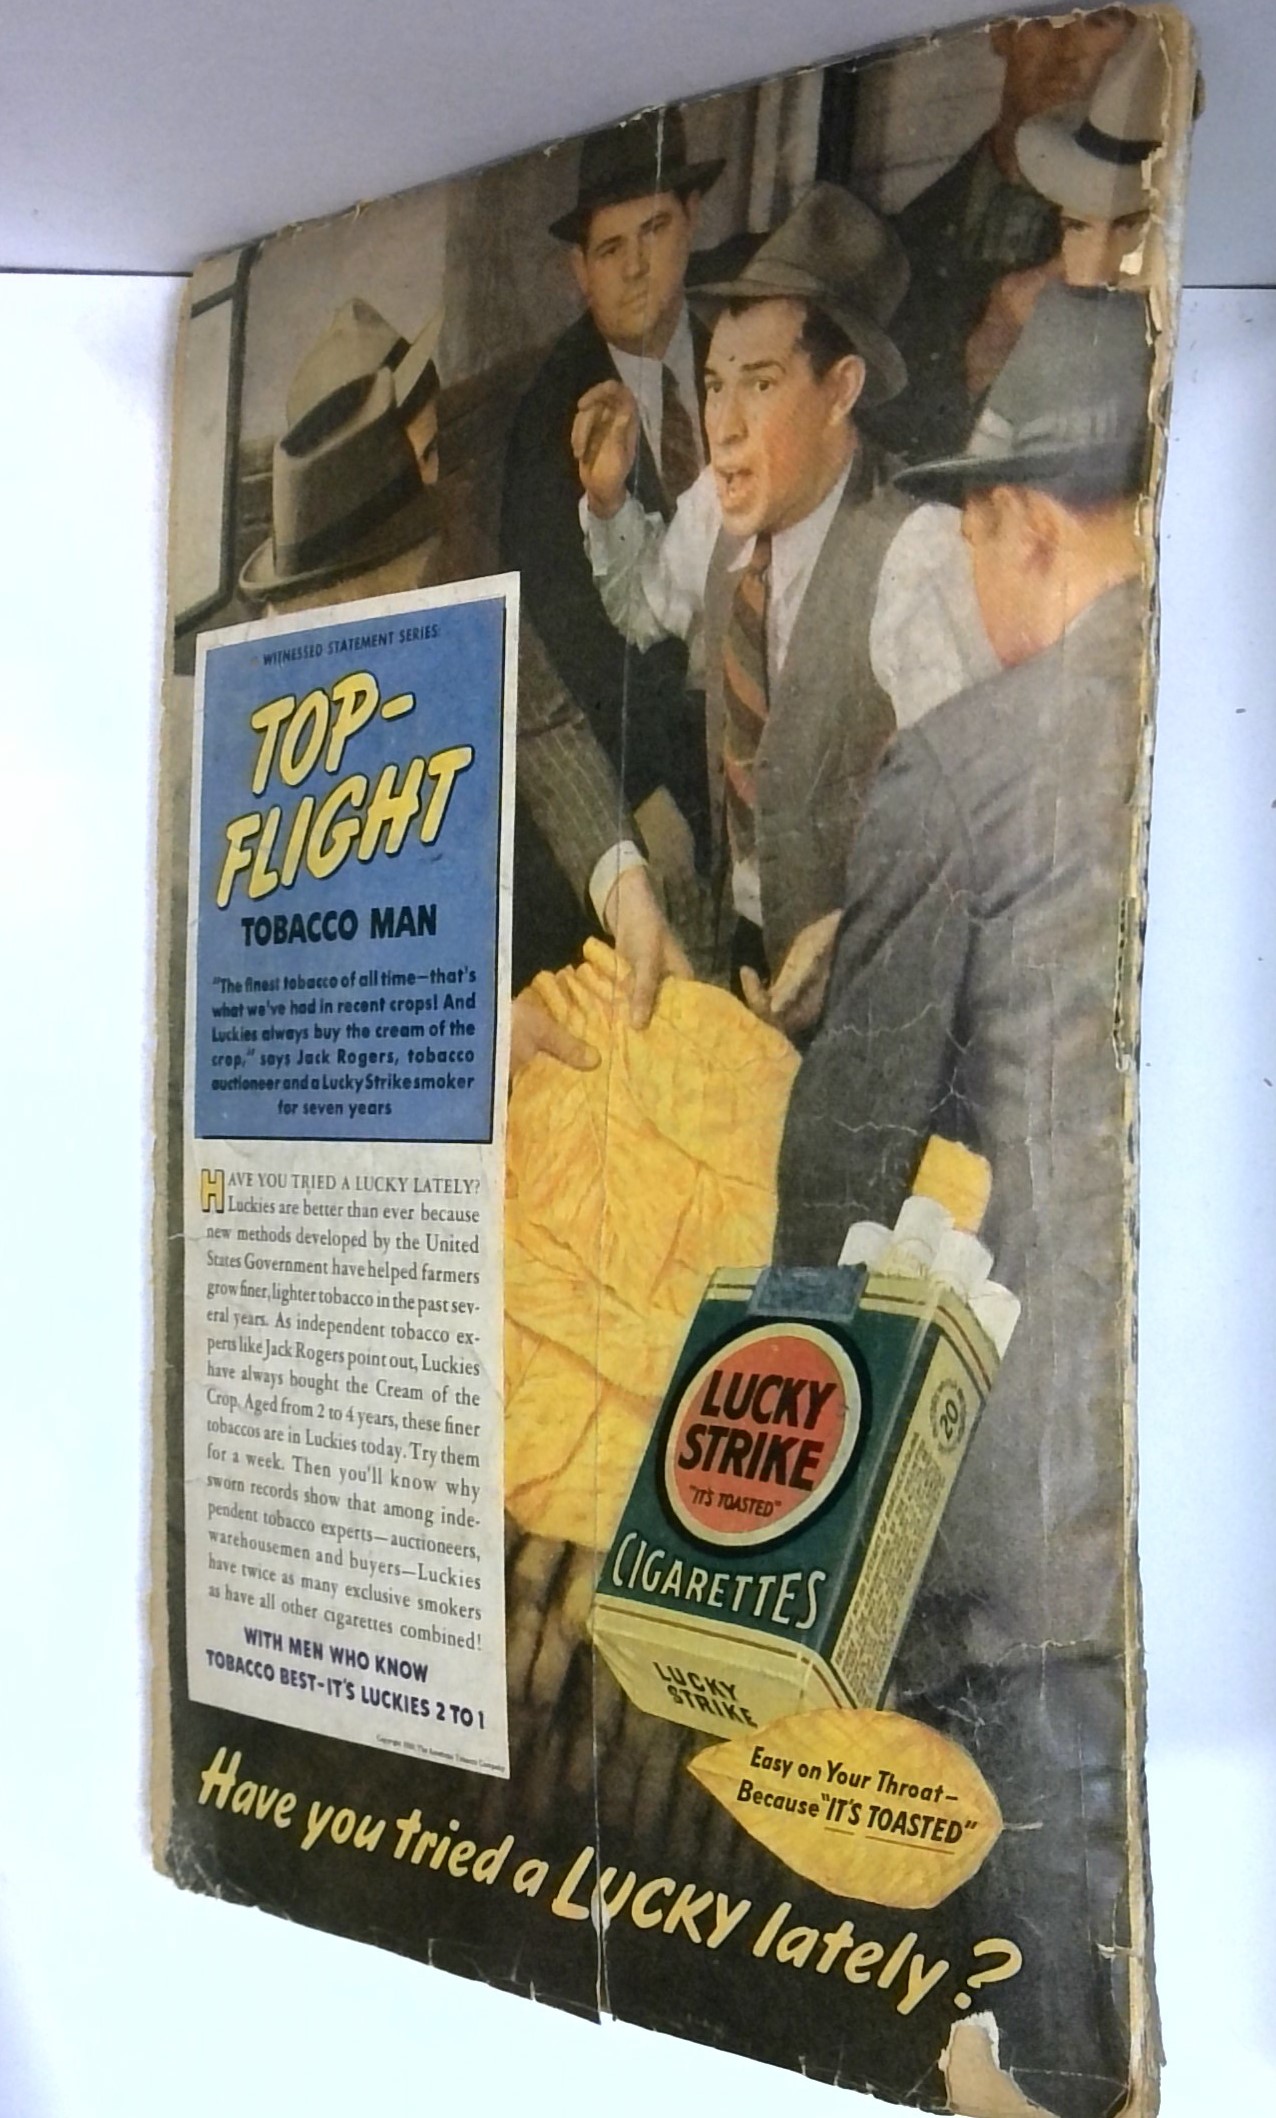 WITNESSED STATEMENT SERIES:
TOP-
FLIGHT
TOBACCO MAN
"The finest tobacco of all time—that's
what we've had in recent crops! And
Luckies always buy the cream of the
crop," says Jack Rogers, tobacco
auctioneer and a Lucky Strike smoker
for seven years
HAVE YOU TRIED A LUCKY LATELY?
Luckies are better than ever because
new methods developed by the United
States Government have helped farmers
grow finer, lighter tobacco in the past sev-
eral years. As independent tobacco ex-
perts like Jack Rogers point out, Luckies
have always bought the Cream of the
Crop. Aged from 2 to 4 years, these finer
tobaccos are in Luckies today. Try them
for a week. Then you'll know why
sworn records show that among inde-
pendent tobacco experts—auctioneers,
warehousemen and buyers—Luckies
have twice as many exclusive smokers
as have all other cigarettes combined!
WITH MEN WHO KNOW
TOBACCO BEST-IT'S LUCKIES 2 TO 1
The American Tobacco Company
LUCKY
STRIKE
"IT'S TOASTED"
CIGARETTES
20
LUCKY
STRIKE
Easy on Your Throat—
Because "IT'S TOASTED"
Have you tried a LUCKY lately?